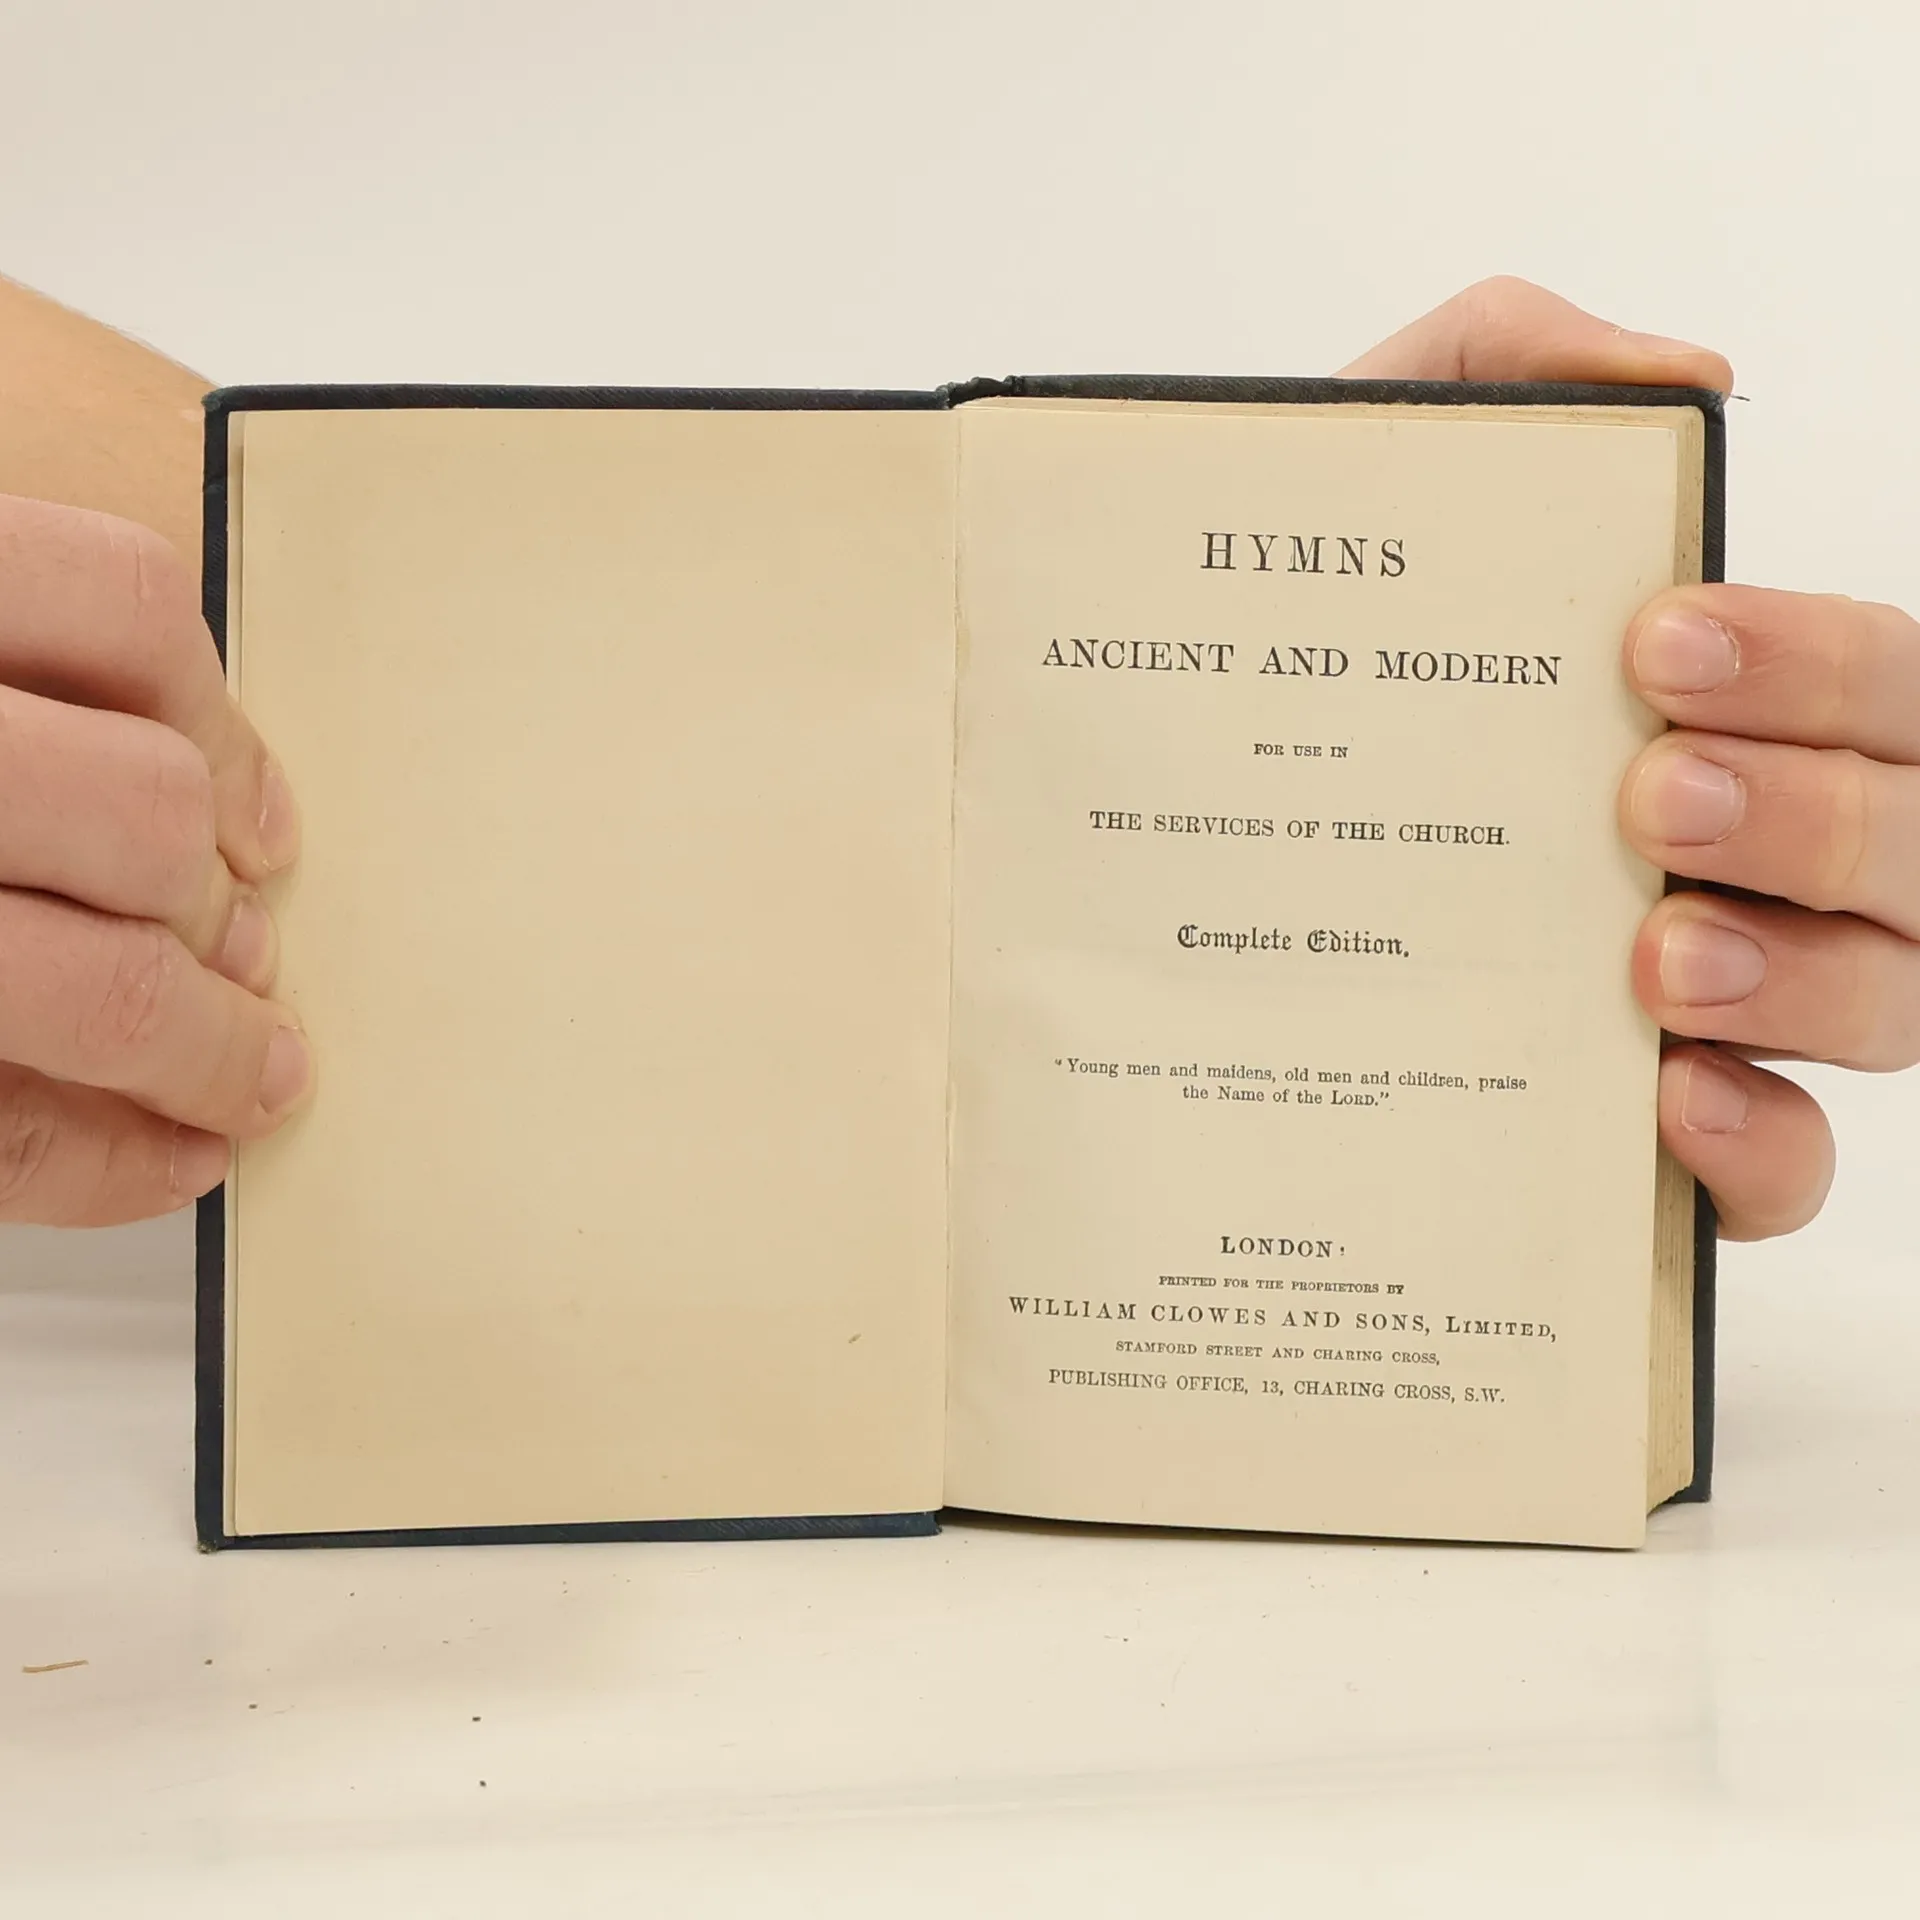 HYMNS
ANCIENT AND MODERN
FOR USE IN
THE SERVICES OF THE CHURCH.
Complete Edition.
“Young men and maidens, old men and children, praise
the Name of the LORD.”
LONDON:
PRINTED FOR THE PROPRIETORS BY
WILLIAM CLOWES AND SONS, LIMITED,
STAMFORD STREET AND CHARING CROSS,
PUBLISHING OFFICE, 13, CHARING CROSS, S.W.